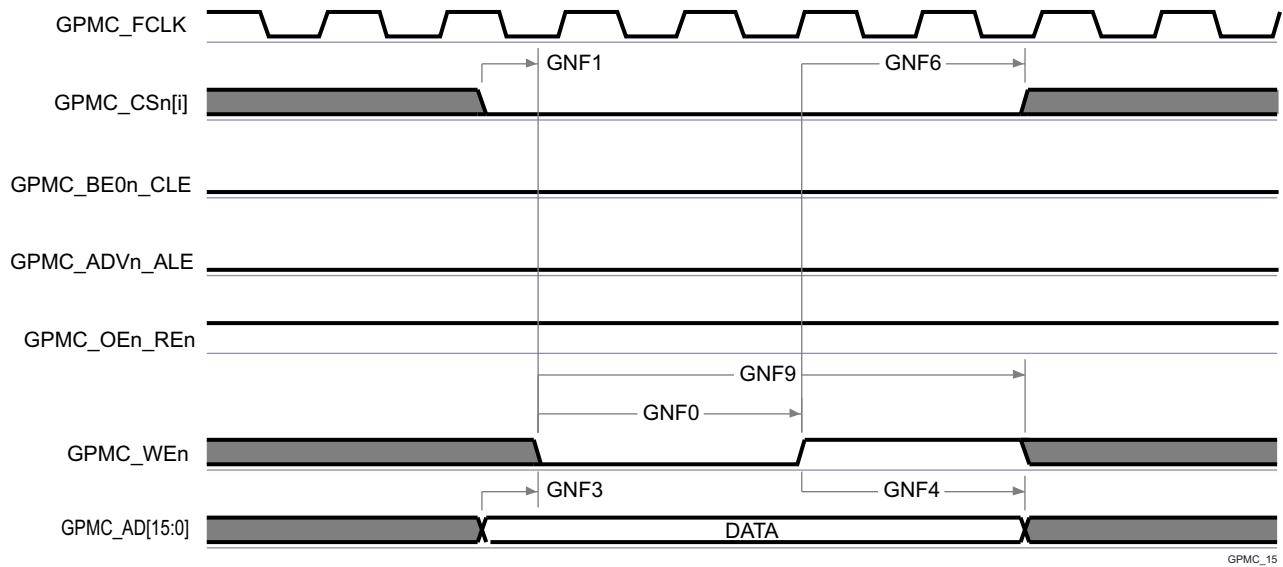 GPMC_FCLK
GNF1
GNF6
GPMC_CSn[i]
GPMC_BE0n_CLE
GPMC_ADVn_ALE
GPMC_OEn_REn
GNF9
GNF0
GPMC_WEn
GNF3
GNF4
GPMC_AD[15:0]
DATA
GPMC_15